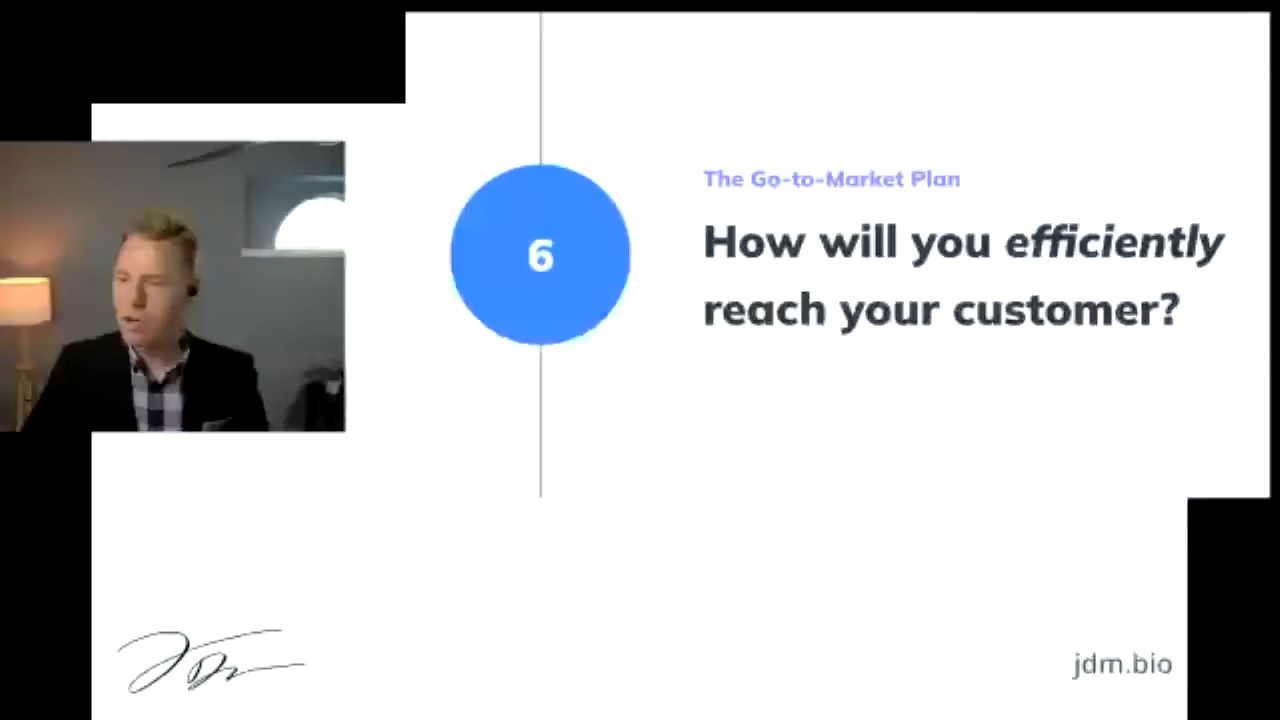 6
The Go-to-Market Plan
How will you efficiently
reach your customer?
jdm.bio